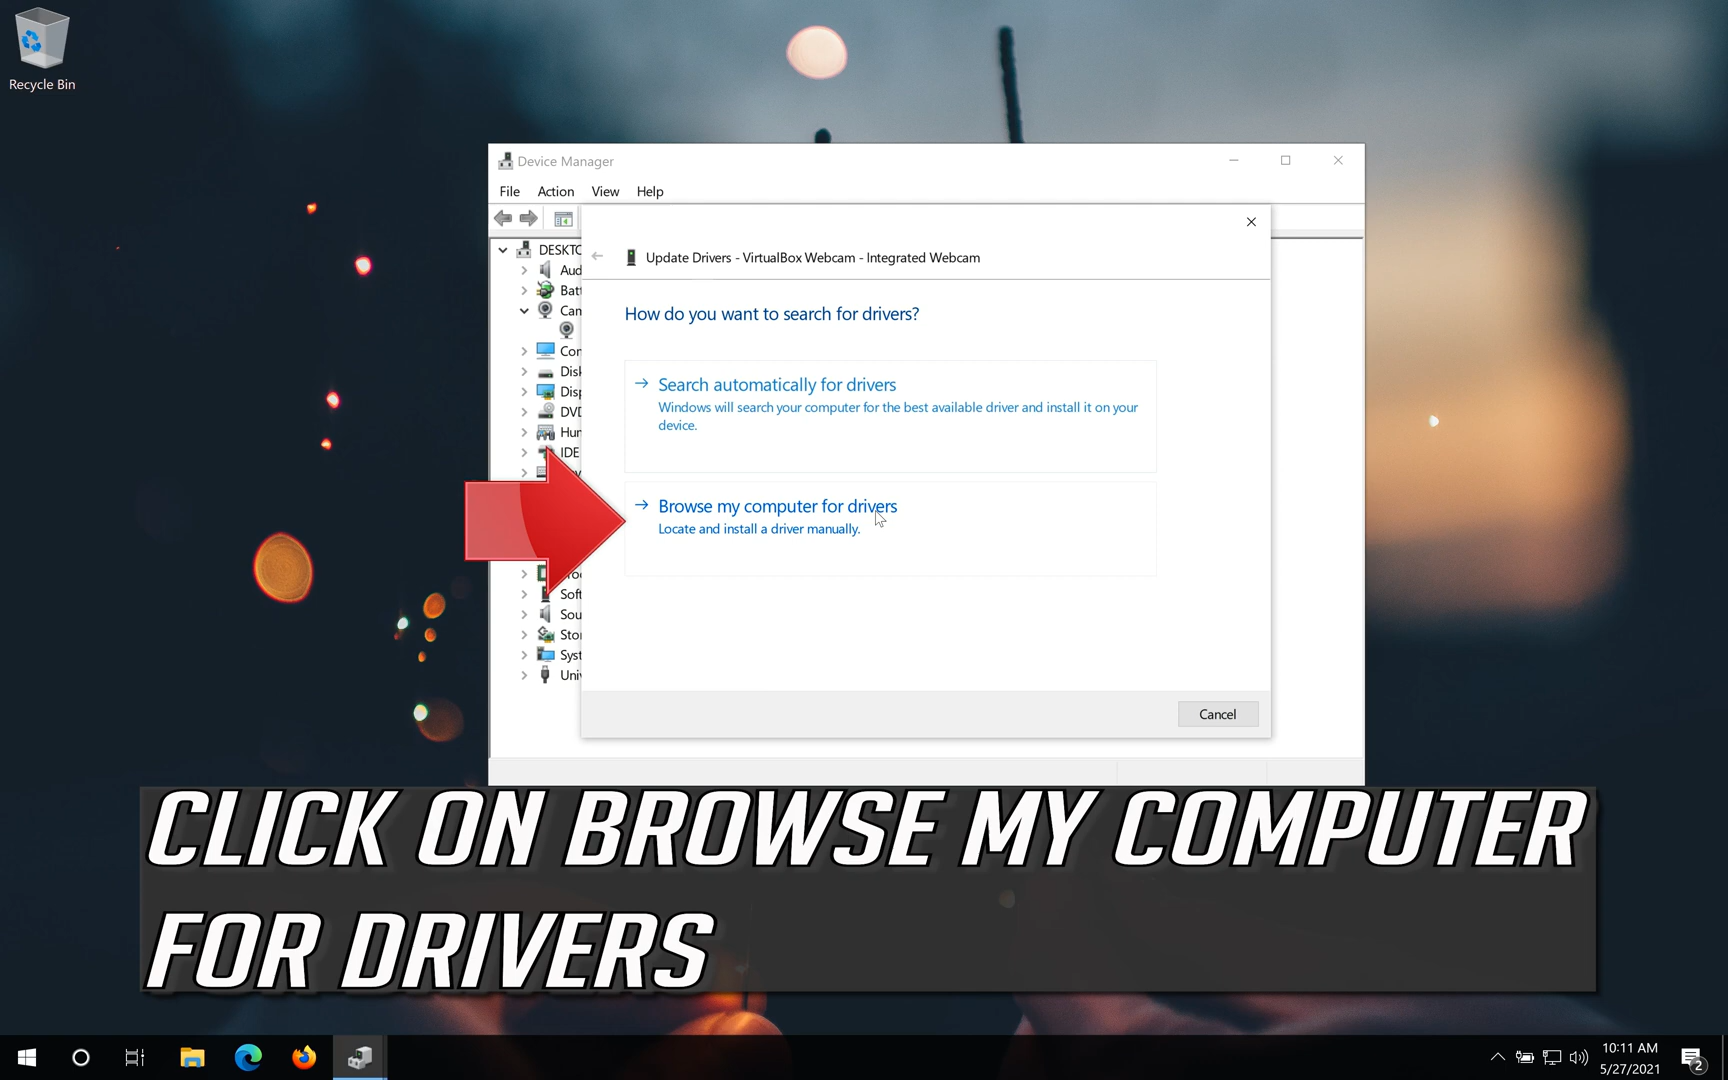 Recycle Bin
Device Manager
File Action View Help
Update Drivers - VirtualBox Webcam - Integrated Webcam
How do you want to search for drivers?
Search automatically for drivers
Windows will search your computer for the best available driver and install it on your
device.
Browse my computer for drivers
Locate and install a driver manually.
Cancel
DESKTO
Aud
Batt
Cam
Con
Disk
Disp
DVD
Hum
IDE
Soft
Sou
Stor
Syst
Univ
CLICK ON BROWSE MY COMPUTER
FOR DRIVERS
10:11 AM
5/27/2021
2